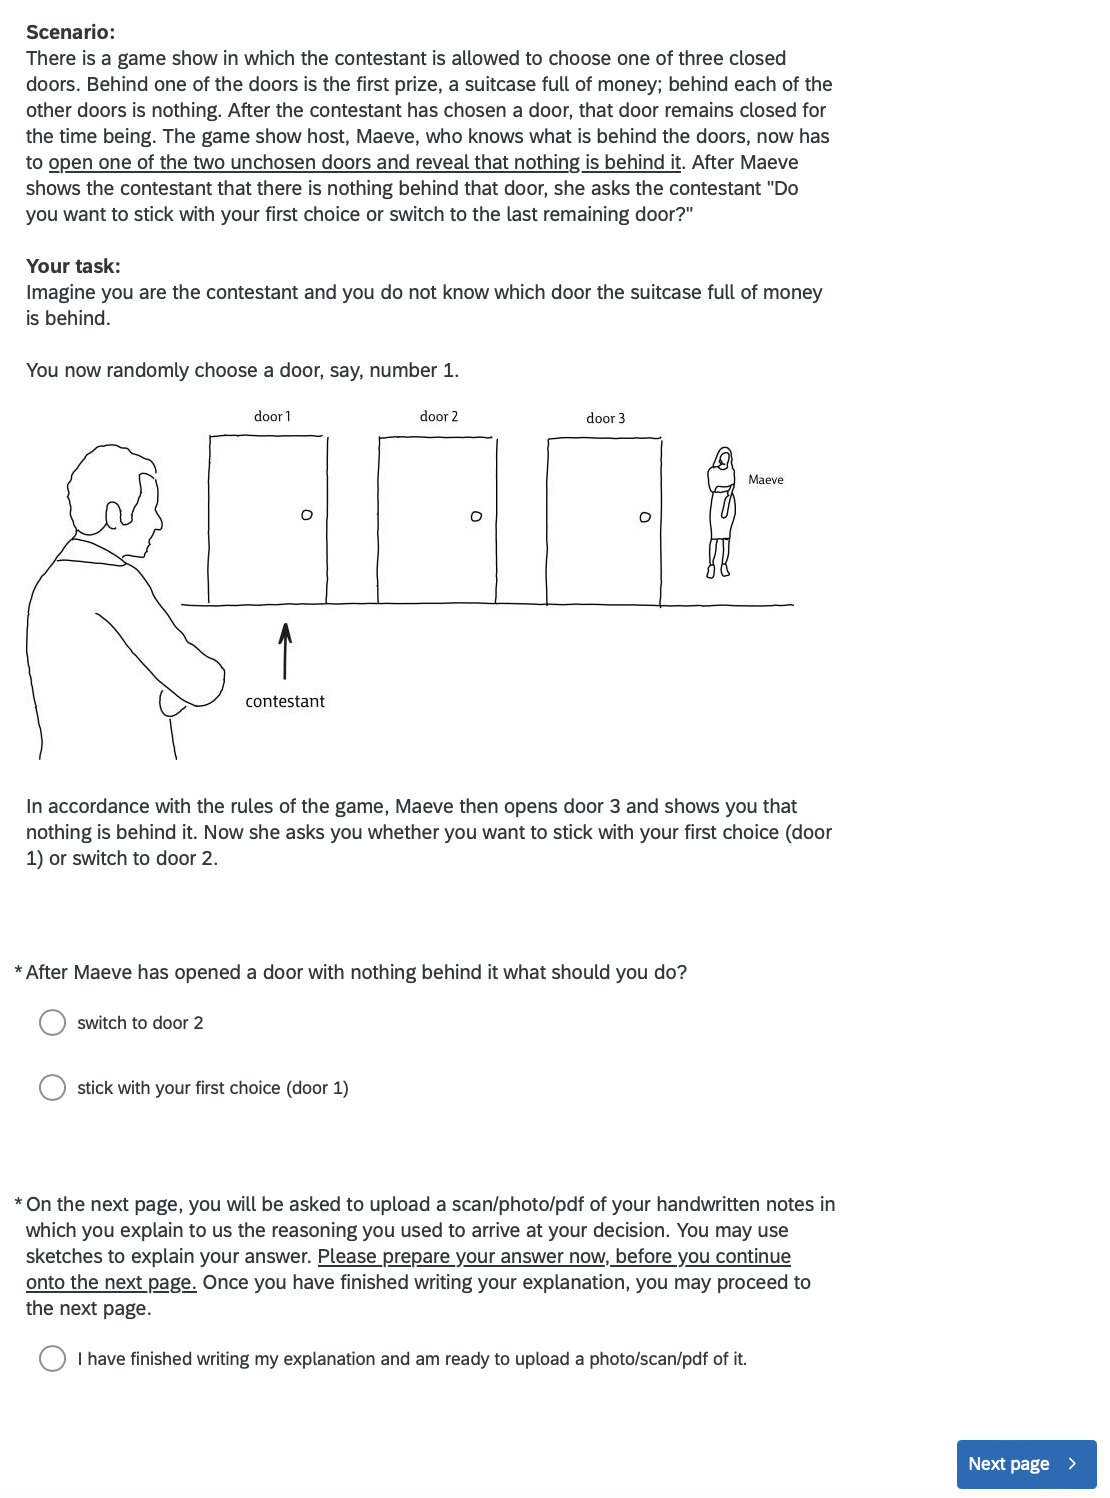 Scenario:
There is a game show in which the contestant is allowed to choose one of three closed
doors. Behind one of the doors is the first prize, a suitcase full of money; behind each of the
other doors is nothing. After the contestant has chosen a door, that door remains closed for
the time being. The game show host, Maeve, who knows what is behind the doors, now has
to open one of the two unchosen doors and reveal that nothing is behind it. After Maeve
shows the contestant that there is nothing behind that door, she asks the contestant "Do
you want to stick with your first choice or switch to the last remaining door?"
Your task:
Imagine you are the contestant and you do not know which door the suitcase full of money
is behind.
You now randomly choose a door, say, number 1.
door 1 door 2 door 3
Maeve
contestant
In accordance with the rules of the game, Maeve then opens door 3 and shows you that
nothing is behind it. Now she asks you whether you want to stick with your first choice (door
1) or switch to door 2.
* After Maeve has opened a door with nothing behind it what should you do?
switch to door 2
stick with your first choice (door 1)
* On the next page, you will be asked to upload a scan/photo/pdf of your handwritten notes in
which you explain to us the reasoning you used to arrive at your decision. You may use
sketches to explain your answer. Please prepare your answer now, before you continue
onto the next page. Once you have finished writing your explanation, you may proceed to
the next page.
I have finished writing my explanation and am ready to upload a photo/scan/pdf of it.
Next page